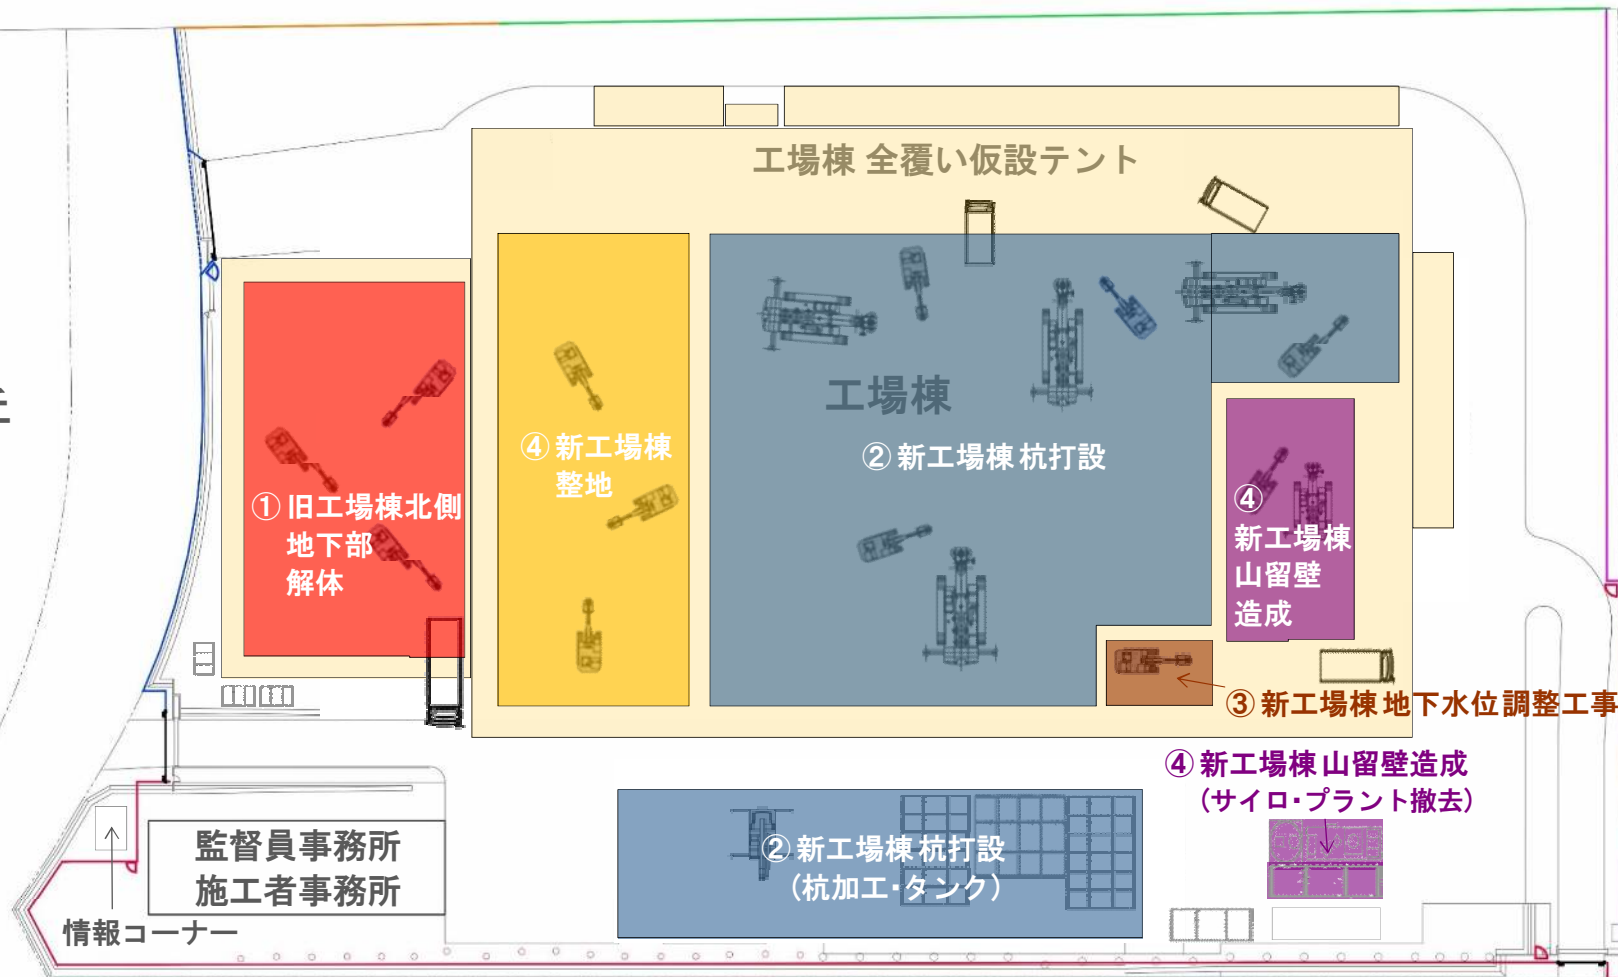 工場棟 全覆い仮設テント
工場棟
④新工場棟
整地
②新工場棟 杭打設
①旧工場棟北側
地下部
解体
④
新工場棟
山留壁
造成
③新工場棟 地下水位調整工事
④新工場棟 山留壁造成
（サイロ・プラント撤去）
②新工場棟 杭打設
（杭加工・タンク）
監督員事務所
施工者事務所
情報コーナー